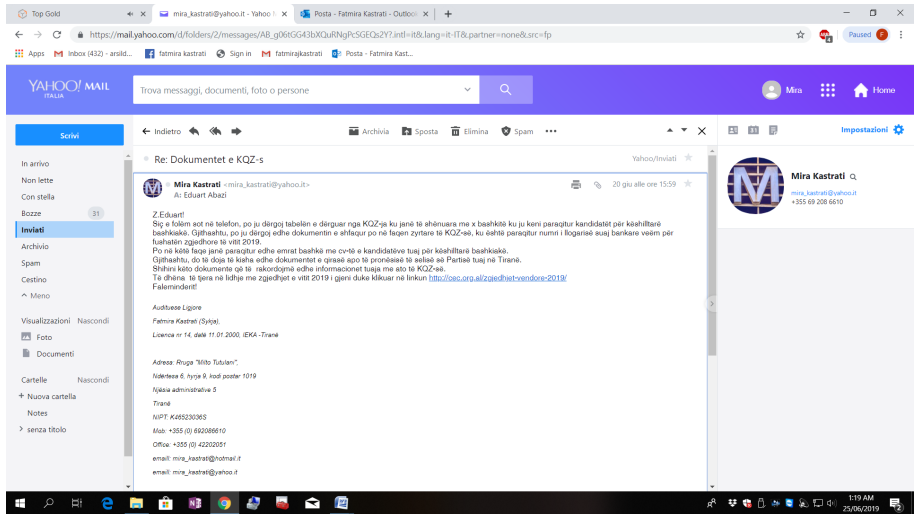 Top Gold
mira_kastrati@yahoo.it - Yahoo M
Posta - Fatmira Kastrati - Outlook
https://mail.yahoo.com/d/folders/2/messages/AB_g06tGG43bXQuRNgPcSGEQs2Y?.intl=it&.lang=it-IT&.partner=none&.src=fp
Paused F
Apps Inbox (432) - arsild... fatmira kastrati Sign in fatmirajkastrati Posta - Fatmira Kast...
YAHOO! MAIL
ITALIA
Trova messaggi, documenti, foto o persone
Mira
Home
Scrivi
Indietro
Archivia Sposta Elimina Spam
Impostazioni
In arrivo
Non lette
Con stella
Bozze 31
Inviati
Archivio
Spam
Cestino
Meno
Visualizzazioni Nascondi
Foto
Documenti
Cartelle Nascondi
+ Nuova cartella
Notes
senza titolo
Re: Dokumentet e KQZ-s
Yahoo/Inviati
Mira Kastrati <mira_kastrati@yahoo.it>
A: Eduart Abazi
20 giu alle ore 15:59
Z.Eduart!
Siç e folëm sot në telefon, po ju dërgoj tabelën e dërguar nga KQZ-ja ku janë të shënuara me x bashkitë ku ju keni paraqitur kandidatët për këshilltarë
bashkiakë. Gjithashtu, po ju dërgoj edhe dokumentin e shfaqur po në faqen zyrtare të KQZ-së, ku është paraqitur numri i llogarisë suaj bankare veëm për
fushatën zgjedhore të vitit 2019.
Po në këtë faqe janë paraqitur edhe emrat bashkë me cv-të e kandidatëve tuaj për këshilltarë bashkiakë.
Gjithashtu, do të doja të kisha edhe dokumentet e qirasë apo të pronësisë të selisë së Partisë tuaj në Tiranë.
Shihini këto dokumente që të rakordojmë edhe informacionet tuaja me ato të KQZ-së.
Të dhëna të tjera në lidhje me zgjedhjet e vitit 2019 i gjeni duke klikuar në linkun http://cec.org.al/zgjedhjet-vendore-2019/
Faleminderit!
Audituese Ligjore
Fatmira Kastrati (Sykja),
Licenca nr 14, datë 11.01.2000, IEKA -Tiranë
Adresa: Rruga "Milto Tutulani",
Ndërtesa 6, hyrja 9, kodi postar 1019
Njësia administrative 5
Tiranë
NIPT: K46523036S
Mob: +355 (0) 692086610
Office: +355 (0) 42202051
emaili: mira_kastrati@hotmail.it
emaili: mira_kastrati@yahoo.it
Mira Kastrati
mira_kastrati@yahoo.it
+355 69 208 6610
1:19 AM
25/06/2019